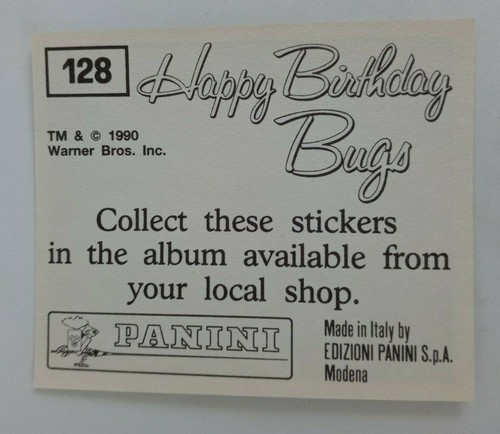 128
Happy Birthday
Bugs
TM & © 1990
Warner Bros. Inc.
Collect these stickers
in the album available from
your local shop.
PANINI
Made in Italy by
EDIZIONI PANINI S.p.A.
Modena